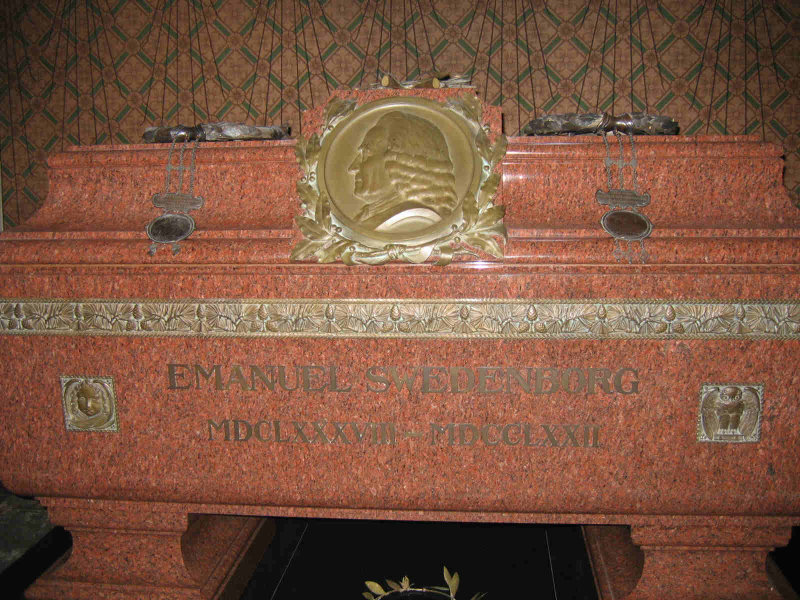 EMANUEL SWEDENBORG
MDCLXXXVIII – MDCCLXXII